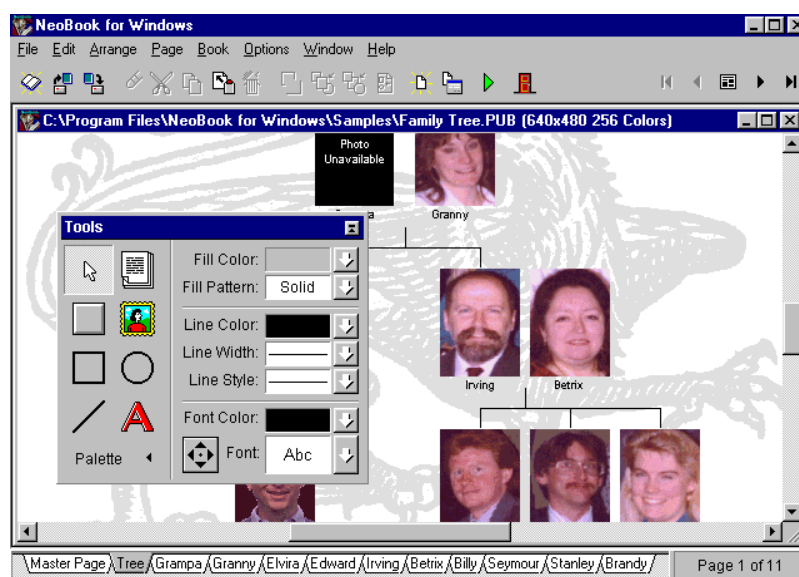 NeoBook for Windows
File Edit Arrange Page Book Options Window Help
C:\Program Files\NeoBook for Windows\Samples\Family Tree.PUB (640x480 256 Colors)
Photo
Unavailable
Granny
Tools
Fill Color:
Fill Pattern: Solid
Line Color:
Line Width:
Line Style:
Font Color:
Font: Abc
Palette
Irving Betrix
Master Page Tree Grampa Granny Elvira Edward Irving Betrix Billy Seymour Stanley Brandy
Page 1 of 11